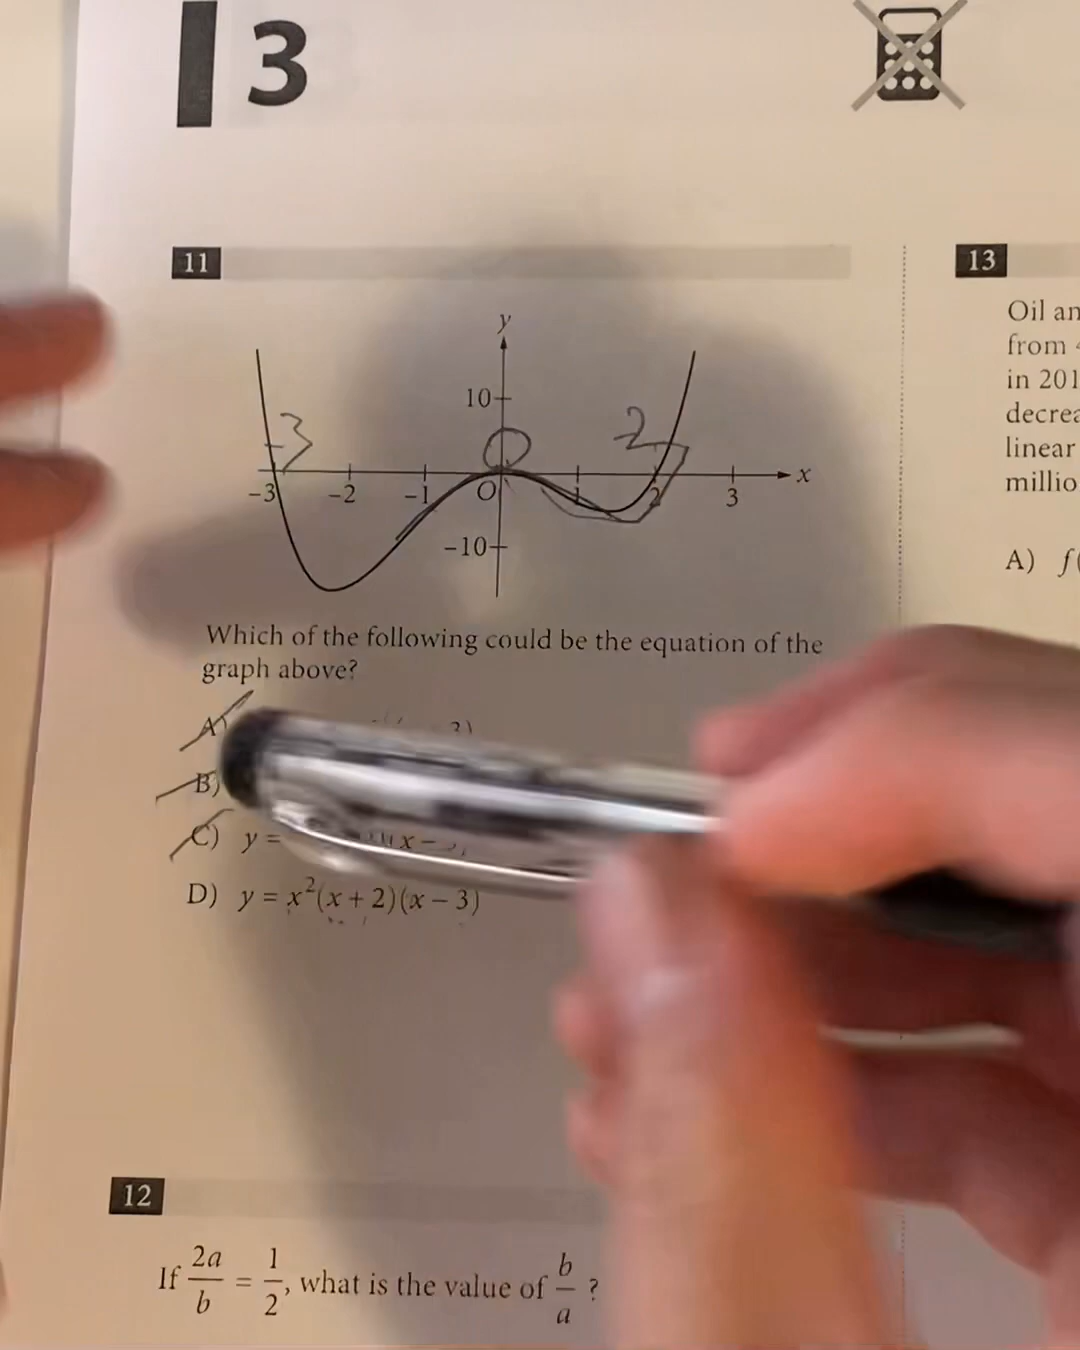 3
11
13
y
10
-3
2
x
-3 -2 -1 O 1 2 3
-10
Which of the following could be the equation of the
graph above?
A)
B)
C) y =
D) y = x²(x + 2)(x − 3)
12
If 2a/b = 1/2, what is the value of b/a ?
Oil an
from
in 201
decrea
linear
millio
A) f(